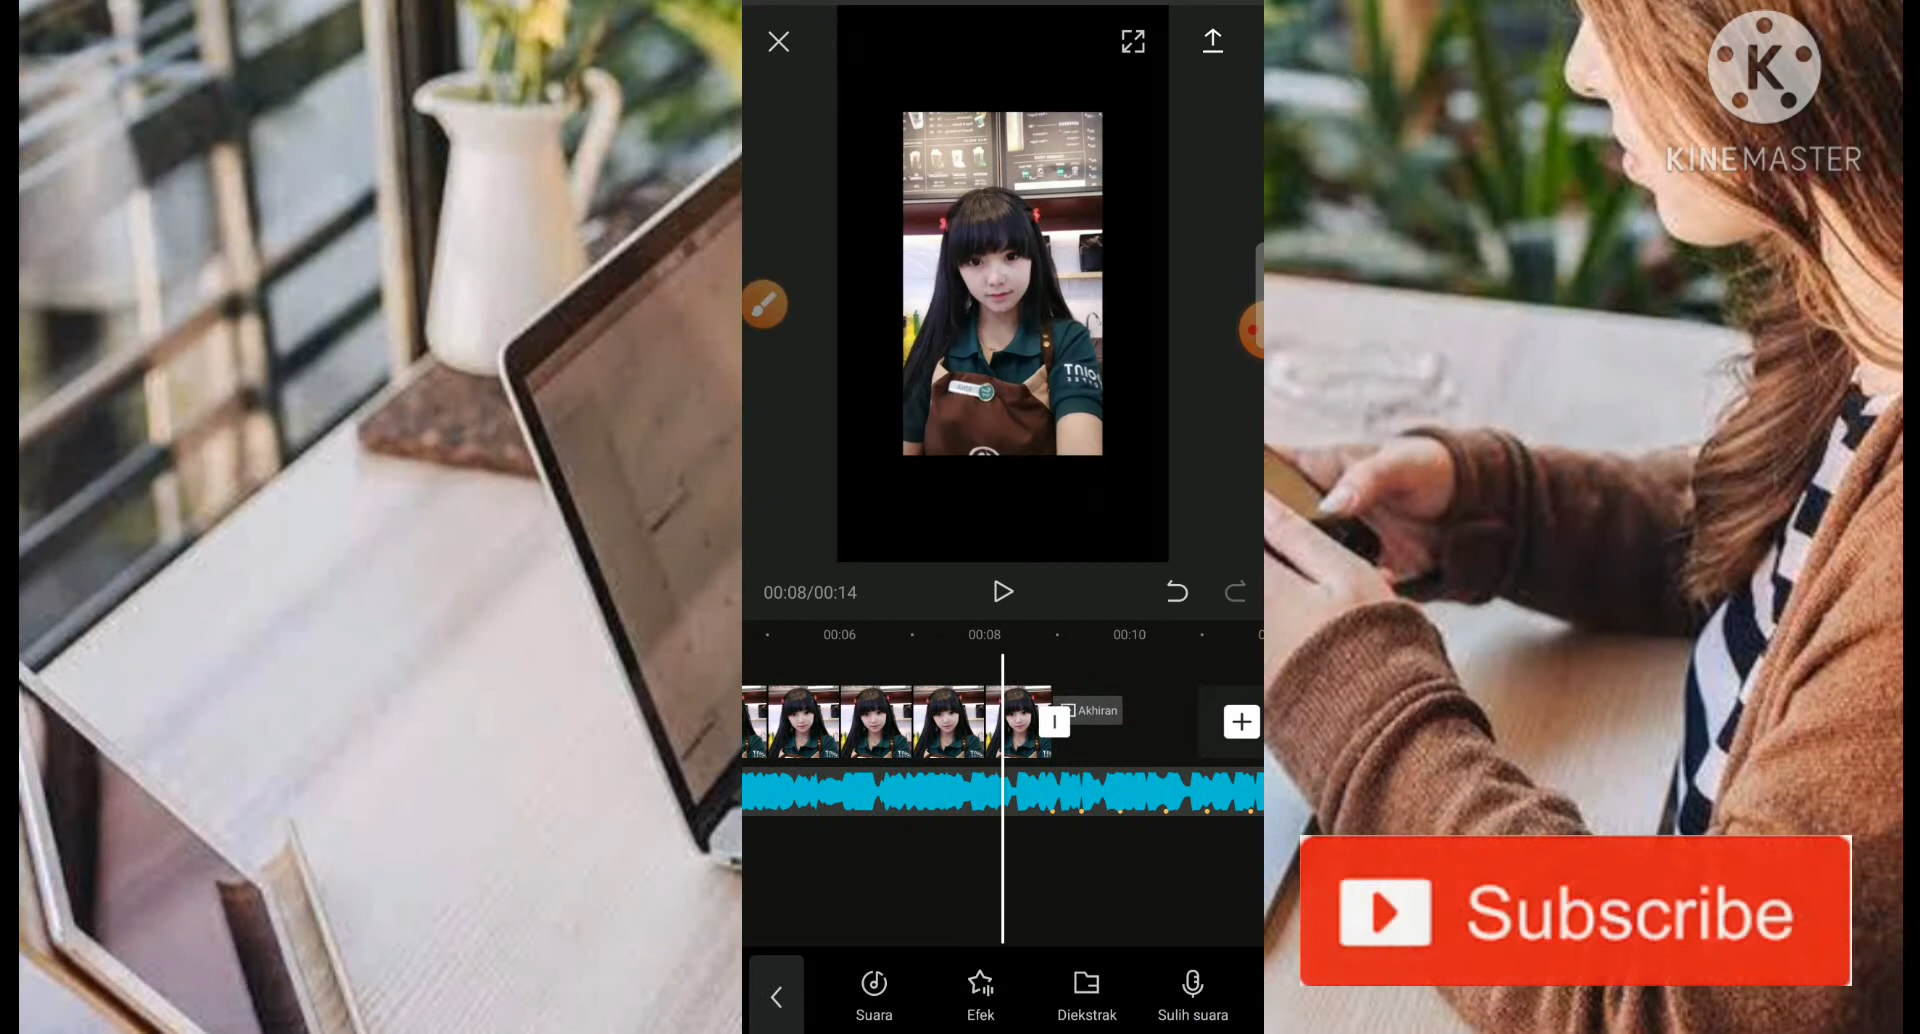 K
KINEMASTER
00:08/00:14
00:06
00:08
00:10
Akhiran
Suara
Efek
Diekstrak
Sulih suara
Subscribe